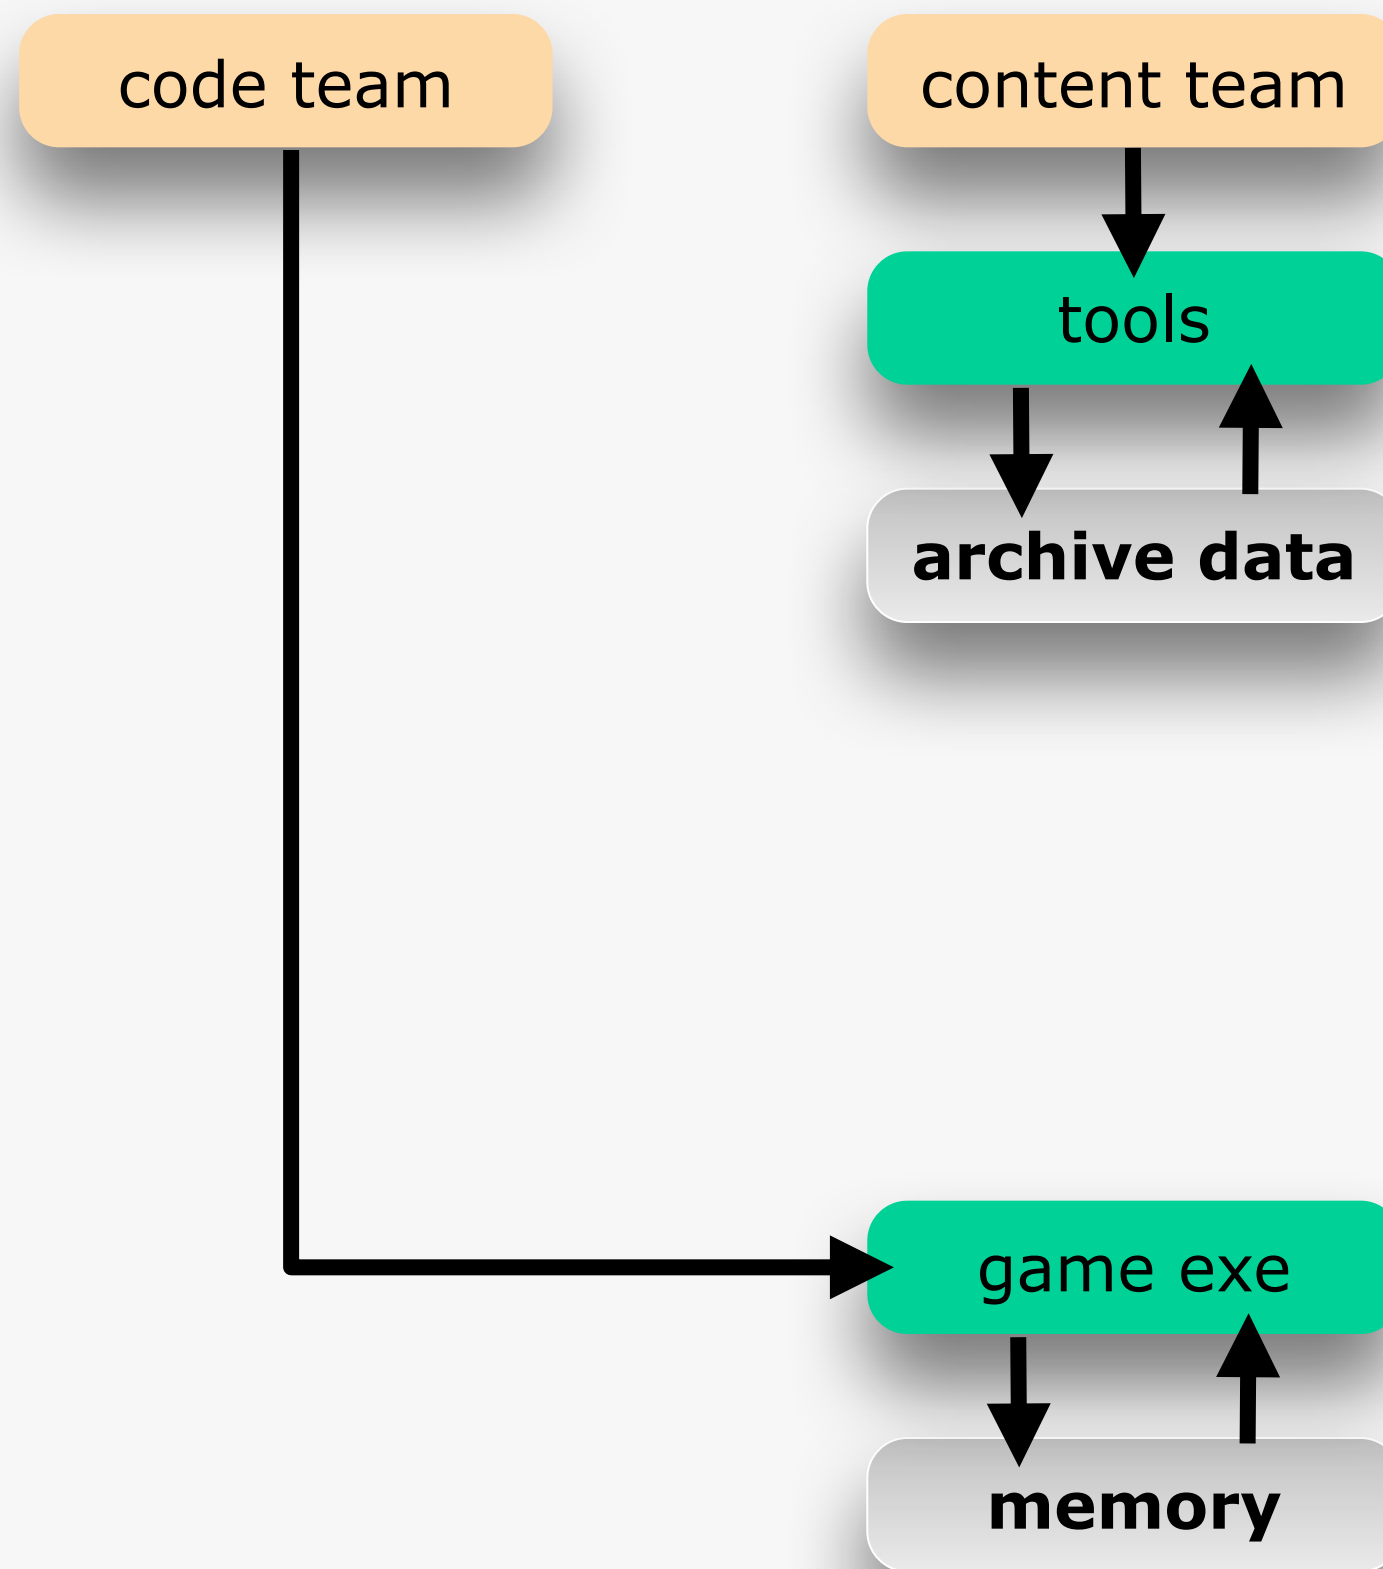 code team
content team
tools
archive data
game exe
memory